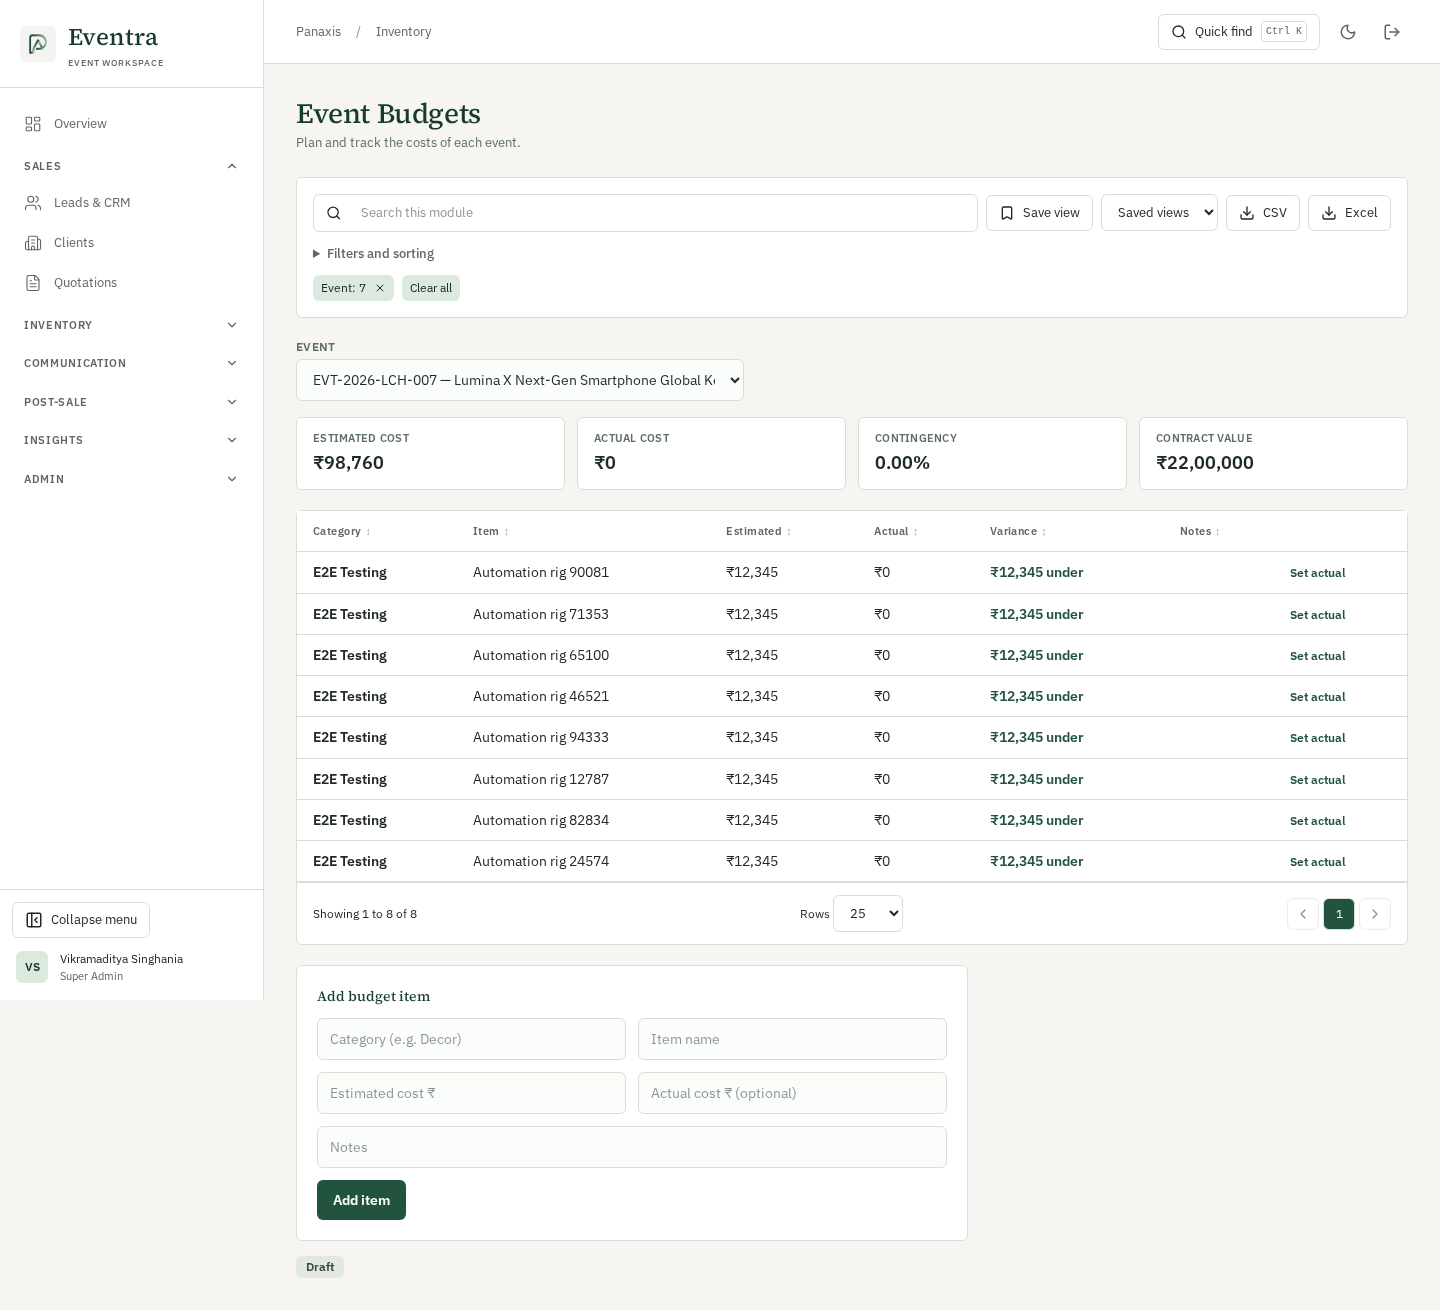 Eventra
EVENT WORKSPACE
Panaxis / Inventory
Quick find Ctrl K
Overview
SALES
Leads & CRM
Clients
Quotations
INVENTORY
COMMUNICATION
POST-SALE
INSIGHTS
ADMIN
Collapse menu
VS
Vikramaditya Singhania
Super Admin
Event Budgets
Plan and track the costs of each event.
Search this module
Save view
Saved views
CSV
Excel
Filters and sorting
Event: 7 ×
Clear all
EVENT
EVT-2026-LCH-007 — Lumina X Next-Gen Smartphone Global K
ESTIMATED COST
₹98,760
ACTUAL COST
₹0
CONTINGENCY
0.00%
CONTRACT VALUE
₹22,00,000
Category ↕ Item ↕ Estimated ↕ Actual ↕ Variance ↕ Notes ↕
E2E Testing Automation rig 90081 ₹12,345 ₹0 ₹12,345 under Set actual
E2E Testing Automation rig 71353 ₹12,345 ₹0 ₹12,345 under Set actual
E2E Testing Automation rig 65100 ₹12,345 ₹0 ₹12,345 under Set actual
E2E Testing Automation rig 46521 ₹12,345 ₹0 ₹12,345 under Set actual
E2E Testing Automation rig 94333 ₹12,345 ₹0 ₹12,345 under Set actual
E2E Testing Automation rig 12787 ₹12,345 ₹0 ₹12,345 under Set actual
E2E Testing Automation rig 82834 ₹12,345 ₹0 ₹12,345 under Set actual
E2E Testing Automation rig 24574 ₹12,345 ₹0 ₹12,345 under Set actual
Showing 1 to 8 of 8 Rows 25 1
Add budget item
Category (e.g. Decor) Item name
Estimated cost ₹ Actual cost ₹ (optional)
Notes
Add item
Draft